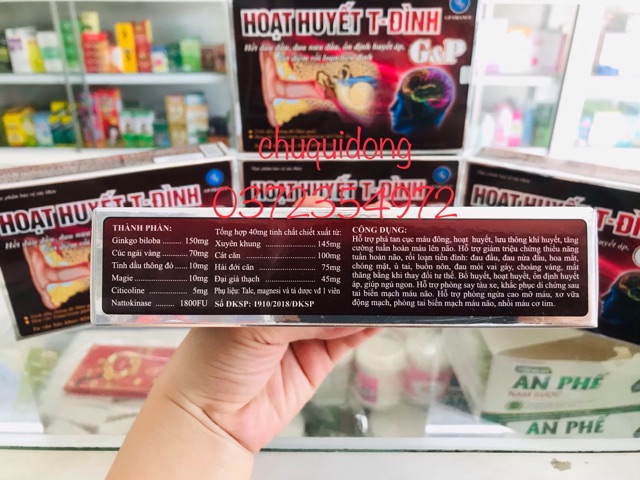 HOẠT HUYẾT T-ĐÌNH
G&P
chuquidong
HOẠT HUYẾT T-ĐÌNH
0372354972
HOẠT HUYẾT T-ĐÌNH
HOẠT HUYẾT T-ĐÌNH
THÀNH PHẦN:
Ginkgo biloba ......... 150mg
Cúc ngải vàng ......... 70mg
Tinh dầu thông đỏ .... 10mg
Magie ..................... 10mg
Citicoline ................. 5mg
Nattokinase ......... 1800FU
Tổng hợp 40mg tinh chất chiết xuất từ:
Xuyên khung ............... 145mg
Cát căn ......................... 100mg
Hải đới căn ................... 75mg
Đại giả thạch ................ 45mg
Phụ liệu: Talc, magnesi và tá dược vđ 1 viên
Số ĐKSP: 1910/2018/ĐKSP
CÔNG DỤNG:
Hỗ trợ phá tan cục máu đông, hoạt huyết, lưu thông khí huyết, tăng
cường tuần hoàn máu lên não. Hỗ trợ giảm triệu chứng thiểu năng
tuần hoàn não, rối loạn tiền đình: đau đầu, đau nửa đầu, hoa mắt,
chóng mặt, ù tai, buồn nôn, đau mỏi vai gáy, choáng váng, mất
thăng bằng khi thay đổi tư thế. Bổ huyết, hoạt huyết, ổn định huyết
áp, giúp ngủ ngon. Hỗ trợ phòng say tàu xe, khắc phục di chứng sau
tai biến mạch máu não. Hỗ trợ phòng ngừa cao mỡ máu, xơ vữa
động mạch, phòng tai biến mạch máu não, nhồi máu cơ tim.
AN PHẾ
NAM DƯỢC
AN PHẾ